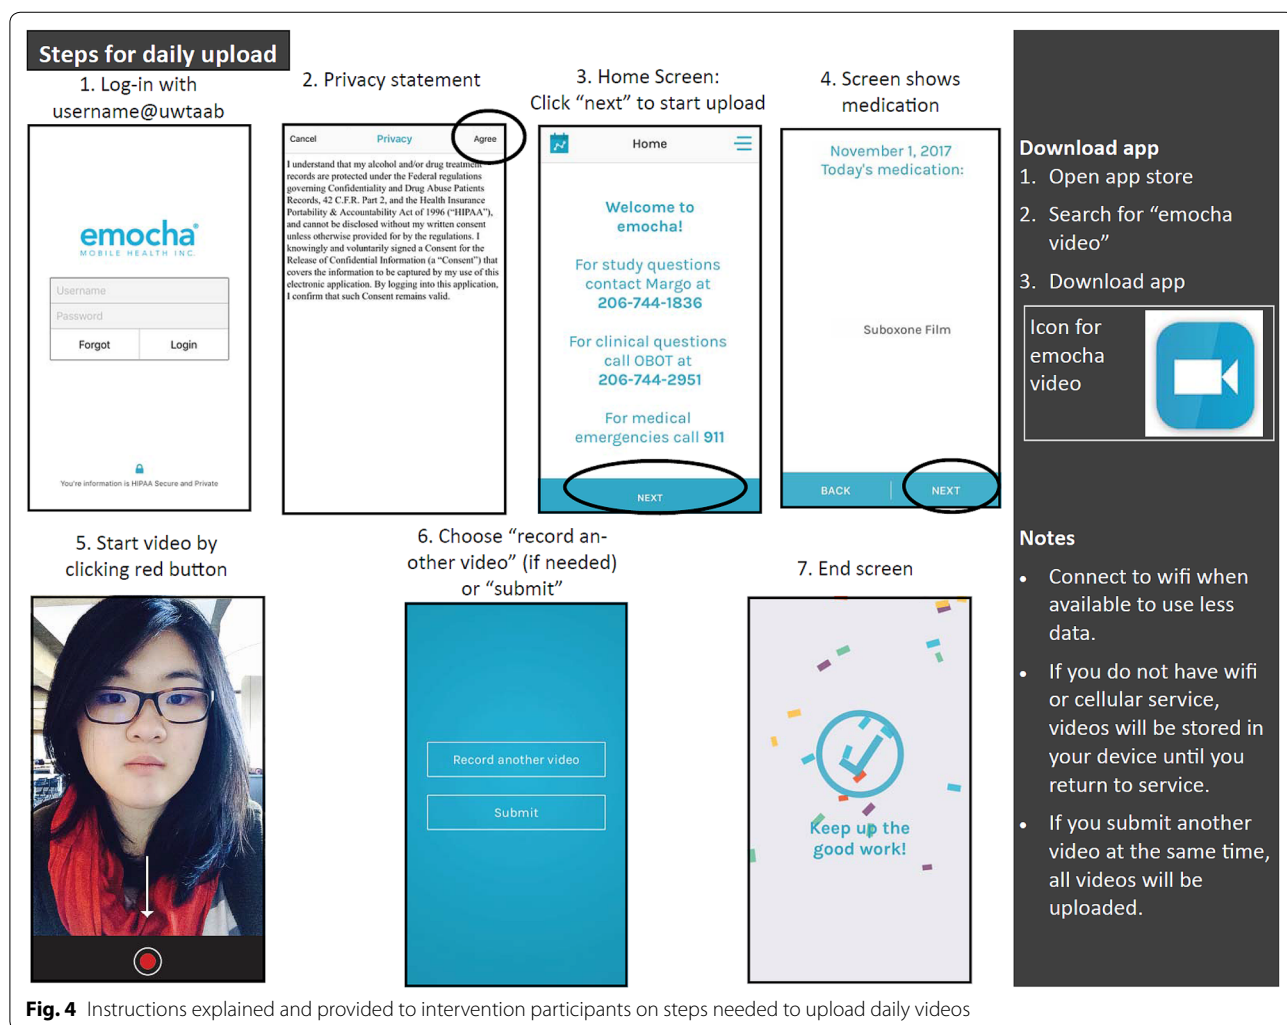 Steps for daily upload
1. Log-in with
username@uwtaab
emocha®
MOBILE HEALTH INC.
Username
Password
Forgot
Login
You're information is HIPAA Secure and Private
2. Privacy statement
Cancel
Privacy
Agree
I understand that my alcohol and/or drug treatment
records are protected under the Federal regulations
governing Confidentiality and Drug Abuse Patients
Records, 42 C.F.R. Part 2, and the Health Insurance
Portability & Accountability Act of 1996 ("HIPAA"),
and cannot be disclosed without my written consent
unless otherwise provided for by the regulations. I
knowingly and voluntarily signed a Consent for the
Release of Confidential Information (a "Consent") that
covers the information to be captured by my use of this
electronic application. By logging into this application,
I confirm that such Consent remains valid.
3. Home Screen:
Click “next” to start upload
Home
Welcome to
emocha!
For study questions
contact Margo at
206-744-1836
For clinical questions
call OBOT at
206-744-2951
For medical
emergencies call 911
NEXT
4. Screen shows
medication
November 1, 2017
Today's medication:
Suboxone Film
BACK
NEXT
5. Start video by
clicking red button
6. Choose “record an-
other video” (if needed)
or “submit”
Record another video
Submit
7. End screen
Keep up the
good work!
Download app
1. Open app store
2. Search for “emocha
video”
3. Download app
Icon for
emocha
video
Notes
• Connect to wifi when
available to use less
data.
• If you do not have wifi
or cellular service,
videos will be stored in
your device until you
return to service.
• If you submit another
video at the same time,
all videos will be
uploaded.
Fig. 4 Instructions explained and provided to intervention participants on steps needed to upload daily videos